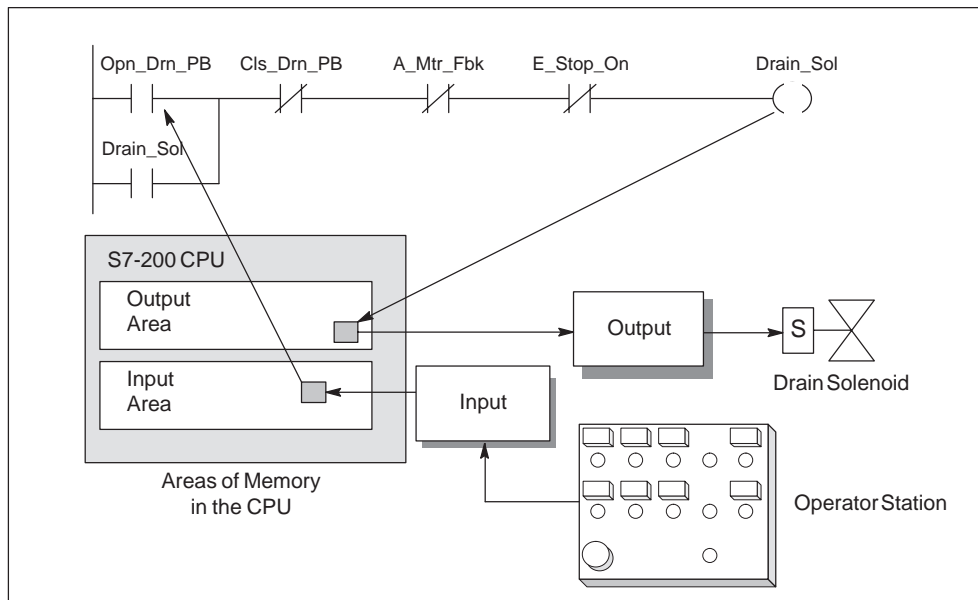 Opn_Drn_PB Cls_Drn_PB A_Mtr_Fbk E_Stop_On Drain_Sol
Drain_Sol
S7-200 CPU
Output
Area
Input
Area
Areas of Memory
in the CPU
Output
Input
S
Drain Solenoid
Operator Station